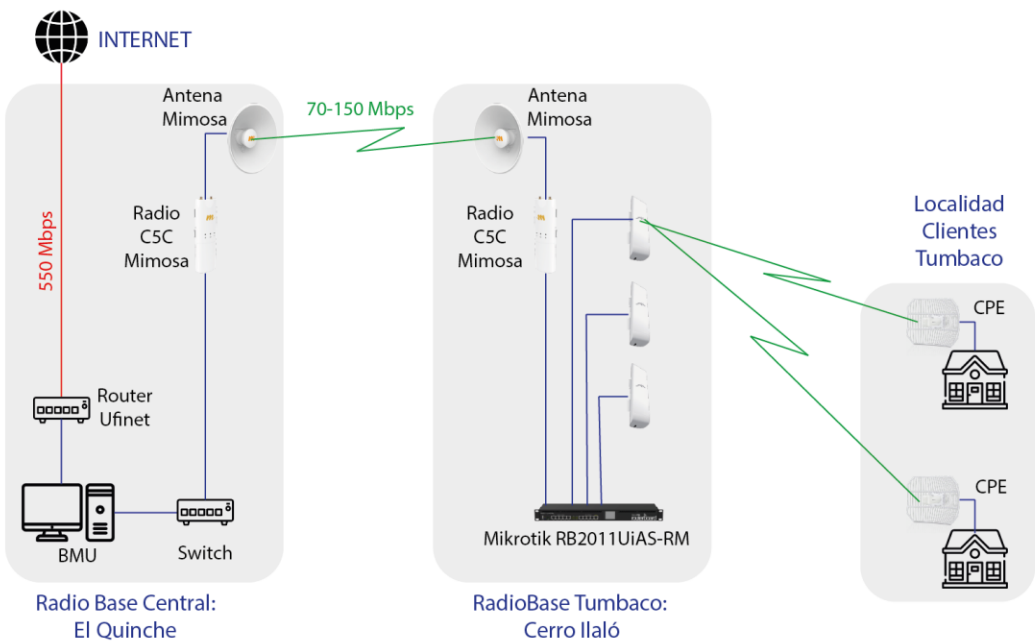 INTERNET
550 Mbps
Antena
Mimosa
Radio
C5C
Mimosa
Router
Ufinet
BMU
Switch
Radio Base Central:
El Quinche
70-150 Mbps
Antena
Mimosa
Radio
C5C
Mimosa
Mikrotik RB2011UiAS-RM
RadioBase Tumbaco:
Cerro Ilaló
Localidad
Clientes
Tumbaco
CPE
CPE